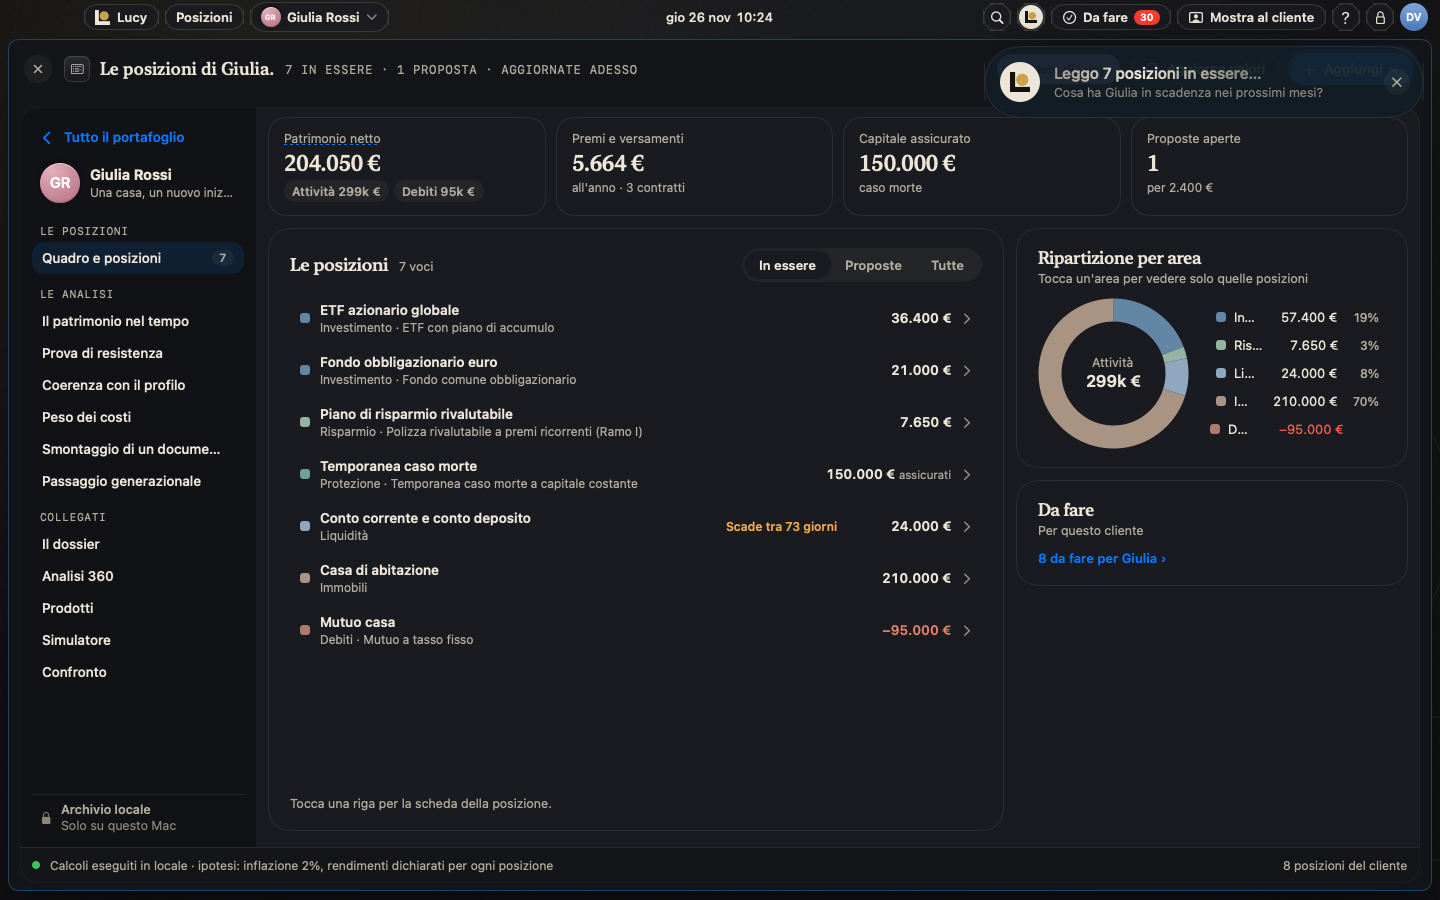 Lucy
Posizioni
GR Giulia Rossi
gio 26 nov 10:24
Da fare 30
Mostra al cliente
?
DV
Le posizioni di Giulia.
7 IN ESSERE · 1 PROPOSTA · AGGIORNATE ADESSO
Leggo 7 posizioni in essere...
Cosa ha Giulia in scadenza nei prossimi mesi?
Aggiungi
Tutto il portafoglio
GR
Giulia Rossi
Una casa, un nuovo iniz...
LE POSIZIONI
Quadro e posizioni 7
LE ANALISI
Il patrimonio nel tempo
Prova di resistenza
Coerenza con il profilo
Peso dei costi
Smontaggio di un docume...
Passaggio generazionale
COLLEGATI
Il dossier
Analisi 360
Prodotti
Simulatore
Confronto
Archivio locale
Solo su questo Mac
Patrimonio netto
204.050 €
Attività 299k € Debiti 95k €
Premi e versamenti
5.664 €
all'anno · 3 contratti
Capitale assicurato
150.000 €
caso morte
Proposte aperte
1
per 2.400 €
Le posizioni 7 voci
In essere Proposte Tutte
ETF azionario globale
Investimento · ETF con piano di accumulo
36.400 €
Fondo obbligazionario euro
Investimento · Fondo comune obbligazionario
21.000 €
Piano di risparmio rivalutabile
Risparmio · Polizza rivalutabile a premi ricorrenti (Ramo I)
7.650 €
Temporanea caso morte
Protezione · Temporanea caso morte a capitale costante
150.000 € assicurati
Conto corrente e conto deposito
Liquidità
Scade tra 73 giorni 24.000 €
Casa di abitazione
Immobili
210.000 €
Mutuo casa
Debiti · Mutuo a tasso fisso
−95.000 €
Tocca una riga per la scheda della posizione.
Ripartizione per area
Tocca un'area per vedere solo quelle posizioni
Attività
299k €
In... 57.400 € 19%
Ris... 7.650 € 3%
Li... 24.000 € 8%
I... 210.000 € 70%
D... −95.000 €
Da fare
Per questo cliente
8 da fare per Giulia ›
Calcoli eseguiti in locale · ipotesi: inflazione 2%, rendimenti dichiarati per ogni posizione
8 posizioni del cliente